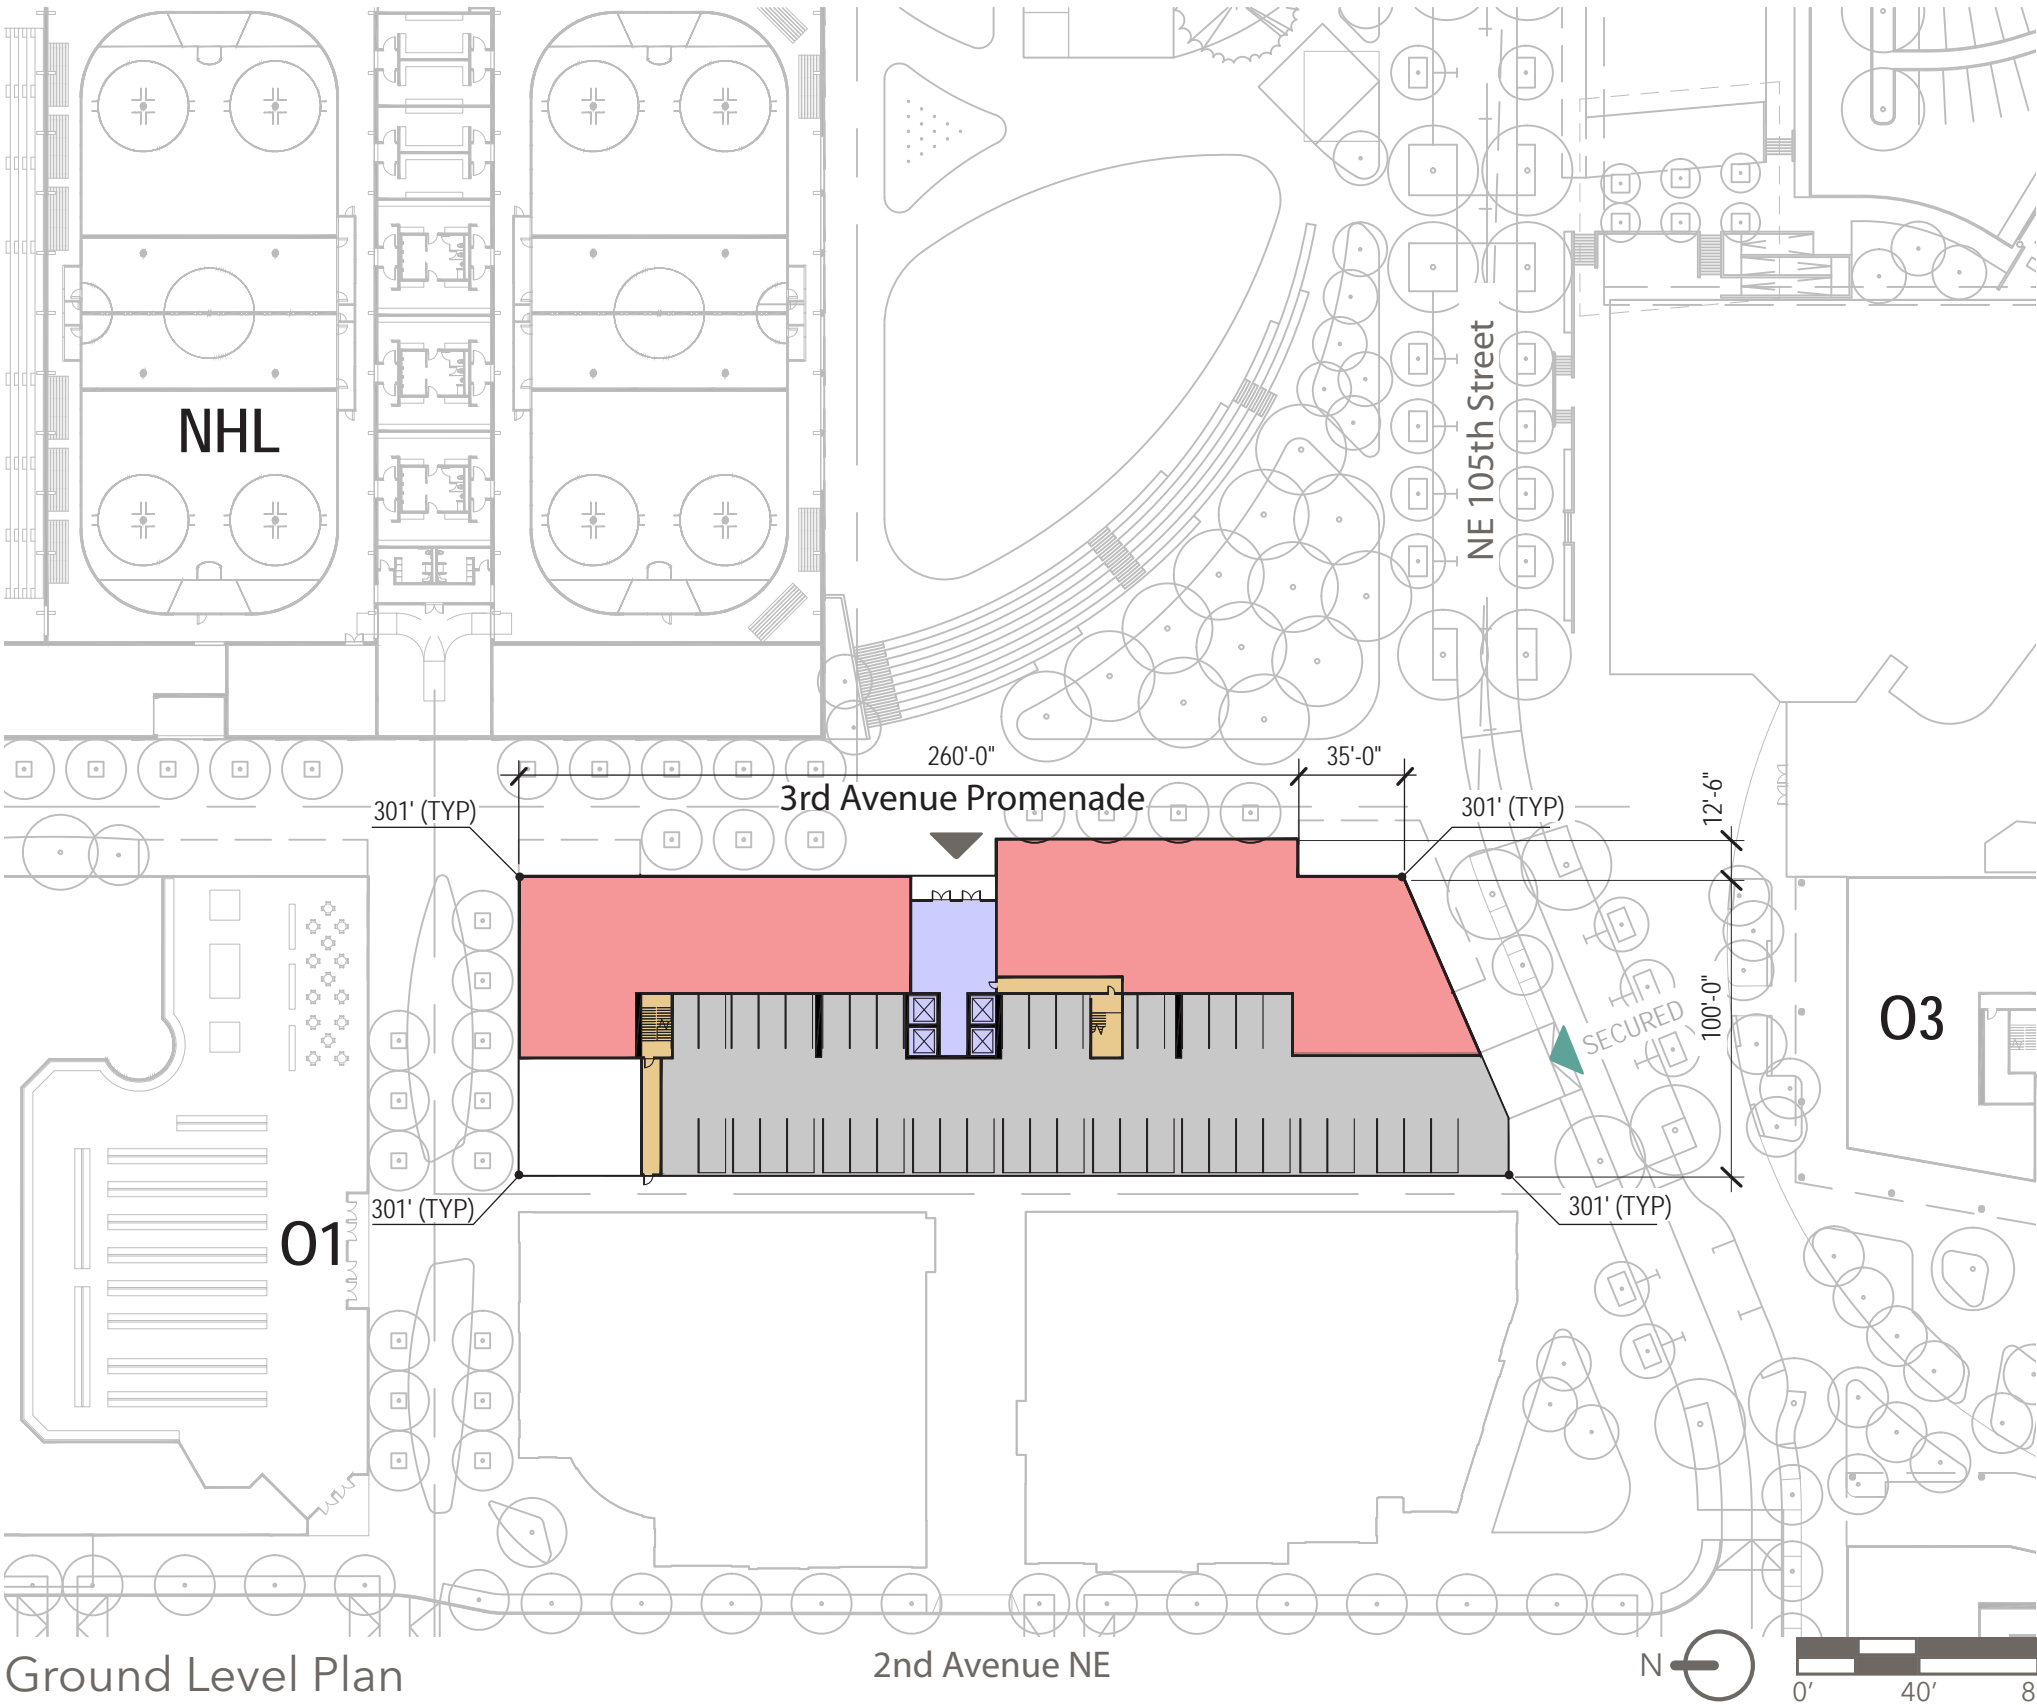 NHL
NE 105th Street
260'-0"
35'-0"
3rd Avenue Promenade
301' (TYP)
301' (TYP)
12'-6"
SECURED
100'-0"
O3
301' (TYP)
301' (TYP)
O1
Ground Level Plan
2nd Avenue NE
N
0'
40'
8